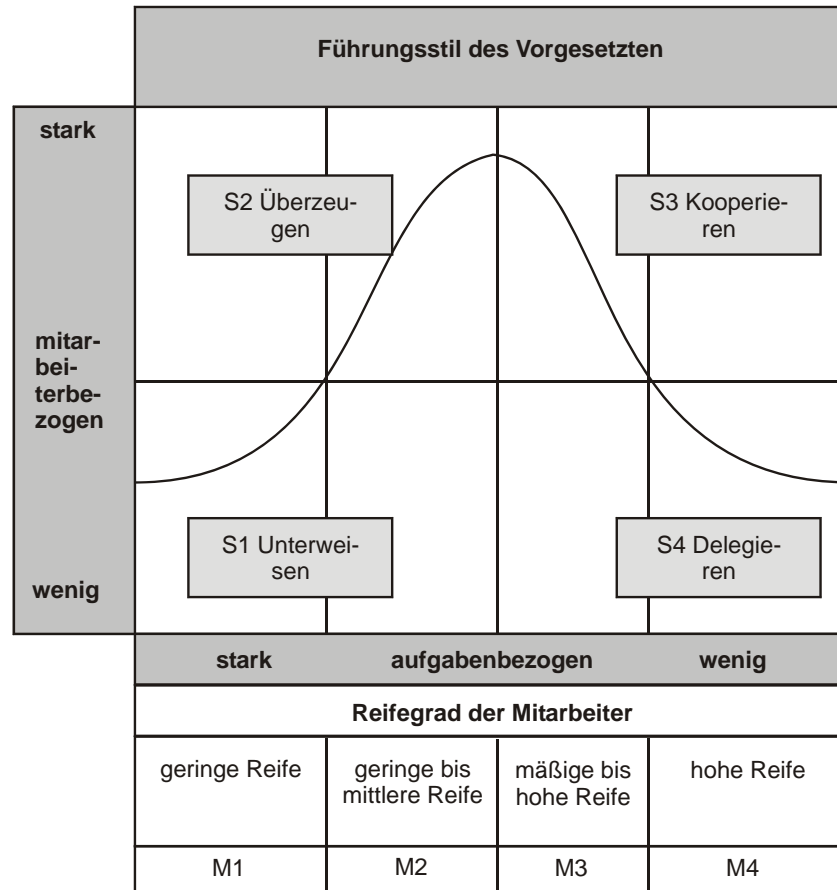 Führungsstil des Vorgesetzten
stark
S2 Überzeu-
gen
S3 Kooperie-
ren
mitar-
bei-
terbe-
zogen
S1 Unterwei-
sen
S4 Delegie-
ren
wenig
stark aufgabenbezogen wenig
Reifegrad der Mitarbeiter
geringe Reife
geringe bis
mittlere Reife
mäßige bis
hohe Reife
hohe Reife
M1 M2 M3 M4